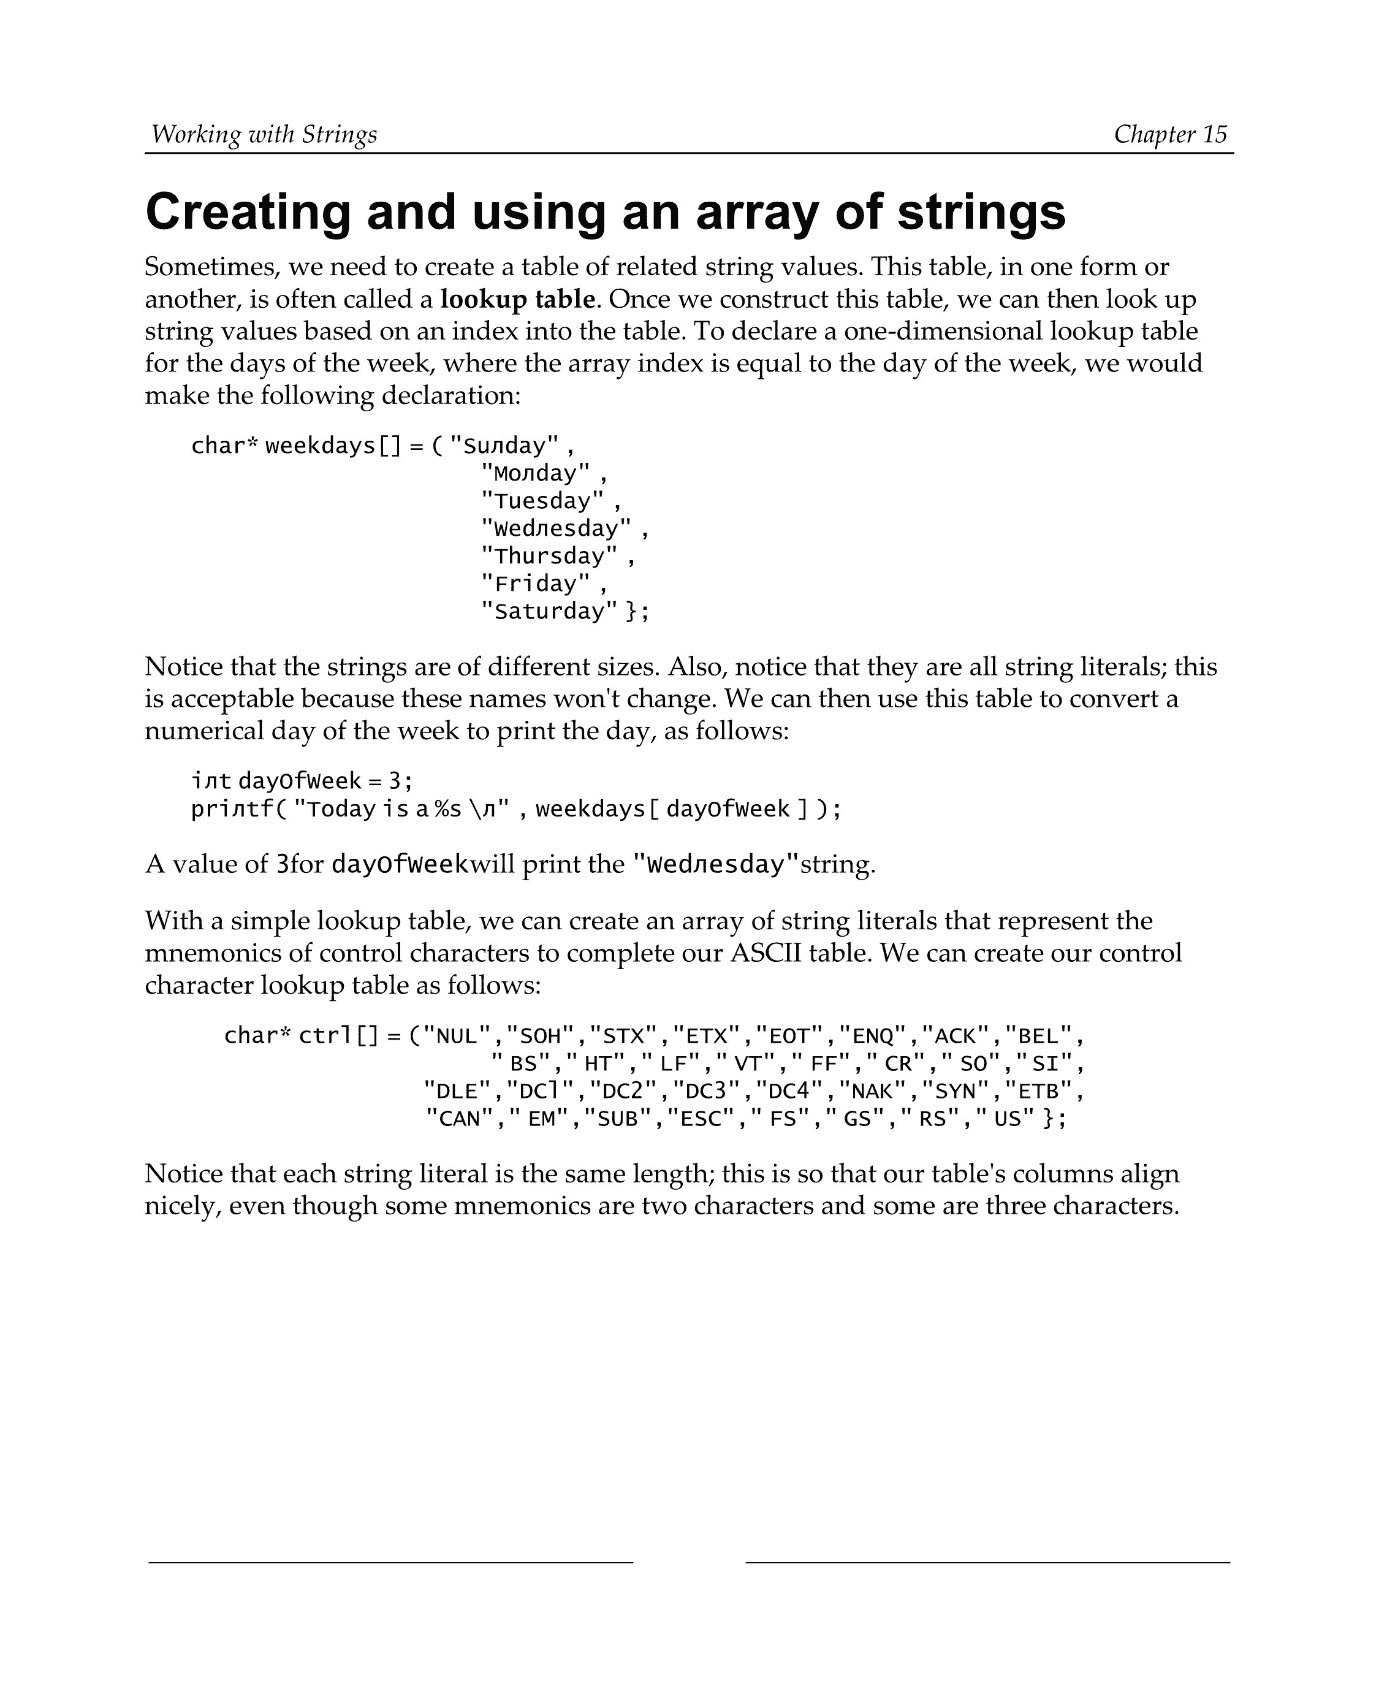 Working with Strings Chapter 15
Creating and using an array of strings
Sometimes, we need to create a table of related string values. This table, in one form or
another, is often called a lookup table. Once we construct this table, we can then look up
string values based on an index into the table. To declare a one-dimensional lookup table
for the days of the week, where the array index is equal to the day of the week, we would
make the following declaration:
char* weekdays[] = ( "Suлday" ,
"Moлday" ,
"Tuesday" ,
"Wedлesday" ,
"Thursday" ,
"Friday" ,
"Saturday" };
Notice that the strings are of different sizes. Also, notice that they are all string literals; this
is acceptable because these names won't change. We can then use this table to convert a
numerical day of the week to print the day, as follows:
iлt dayOfWeek = 3;
priлtf( "Today is a %s \л" , weekdays[ dayOfWeek ] );
A value of 3for dayOfWeekwill print the "Wedлesday"string.
With a simple lookup table, we can create an array of string literals that represent the
mnemonics of control characters to complete our ASCII table. We can create our control
character lookup table as follows:
char* ctrl[] = ("NUL","SOH","STX","ETX","EOT","ENQ","ACK","BEL",
" BS"," HT"," LF"," VT"," FF"," CR"," SO"," SI",
"DLE","DC1","DC2","DC3","DC4","NAK","SYN","ETB",
"CAN"," EM","SUB","ESC"," FS"," GS"," RS"," US" };
Notice that each string literal is the same length; this is so that our table's columns align
nicely, even though some mnemonics are two characters and some are three characters.